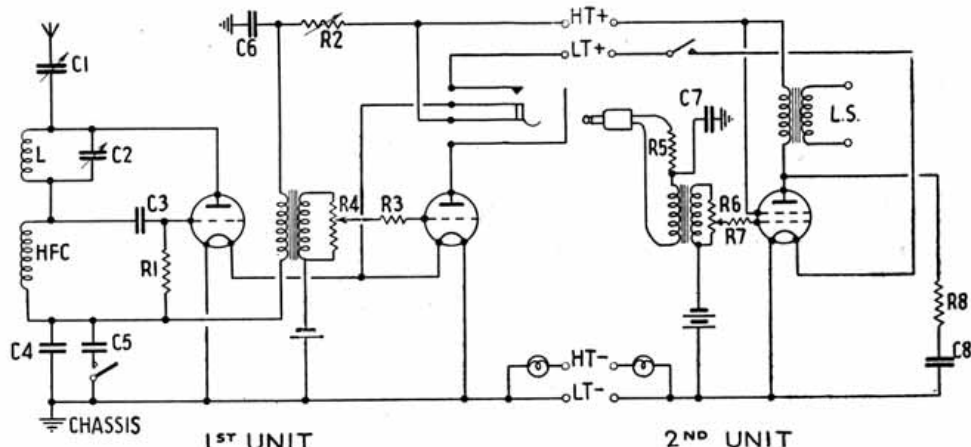 C1
C6
R2
HT+
LT+
L
C2
C7
L.S.
R5
C3
R4
R3
R6
R7
HFC
R1
R8
C4
C5
C8
HT-
LT-
CHASSIS
1ST UNIT
2ND UNIT